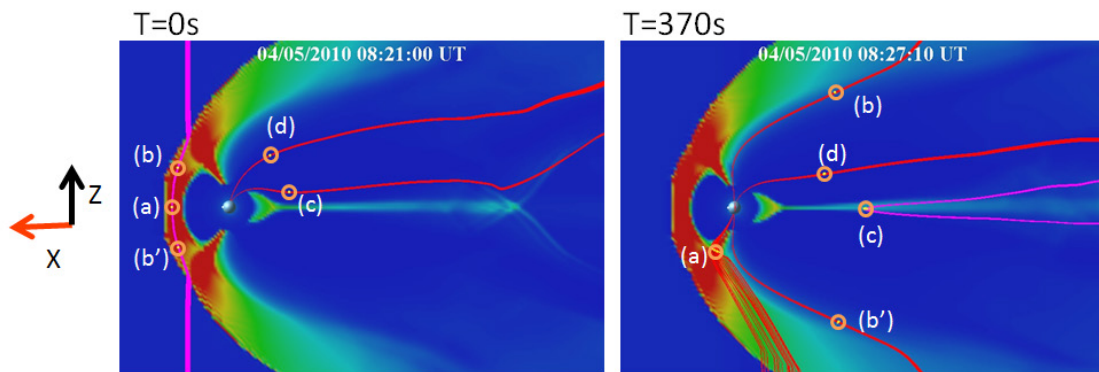 T=0s
T=370s
04/05/2010 08:21:00 UT
04/05/2010 08:27:10 UT
Z
X
(d)
(b)
(a)
(c)
(b')
(b)
(d)
(c)
(a)
(b')